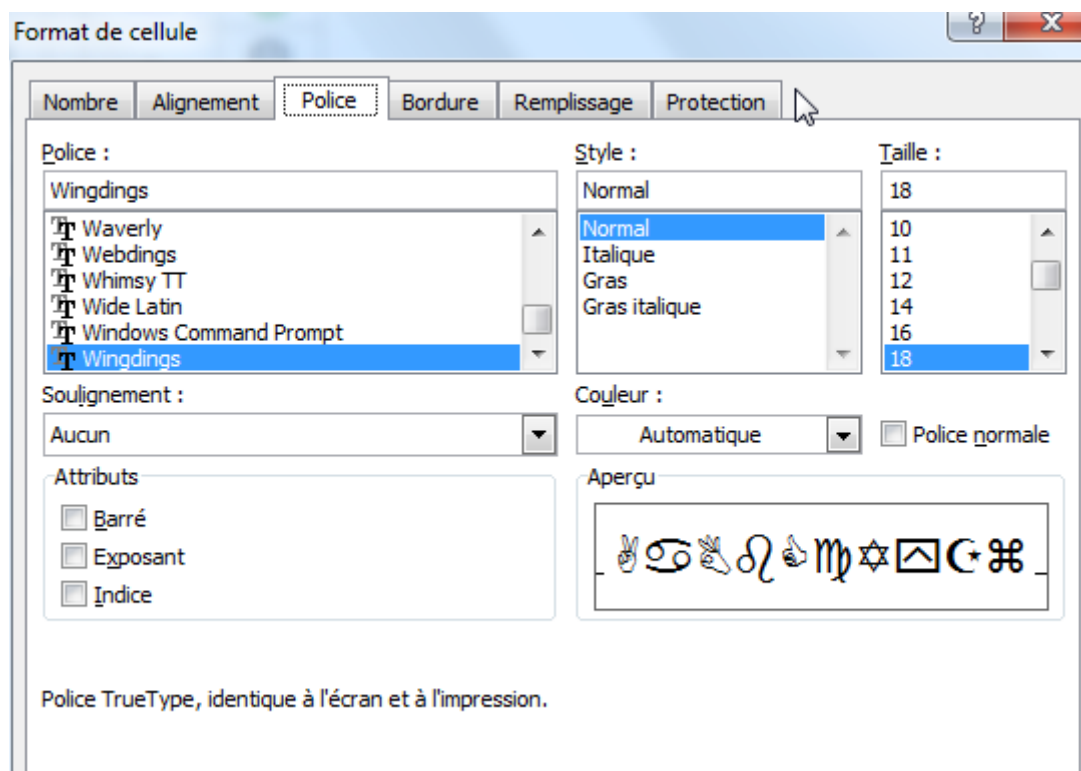 Format de cellule
Nombre Alignement Police Bordure Remplissage Protection
Police :
Wingdings
Waverly
Webdings
Whimsy TT
Wide Latin
Windows Command Prompt
Wingdings
Style :
Normal
Normal
Italique
Gras
Gras italique
Taille :
18
10
11
12
14
16
18
Soulignement :
Aucun
Couleur :
Automatique
Police normale
Attributs
Barré
Exposant
Indice
Aperçu
✌♋👌♌👍♍✡⍓☪⌘
Police TrueType, identique à l'écran et à l'impression.